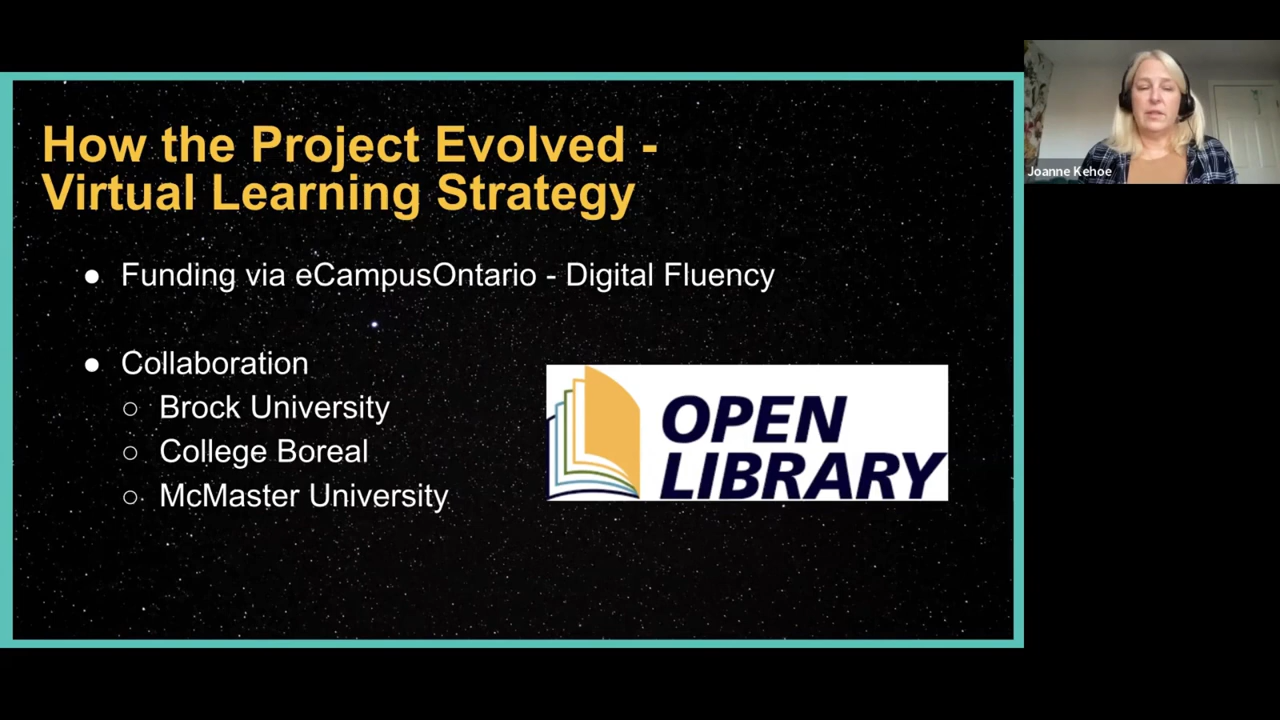 How the Project Evolved -
Virtual Learning Strategy
● Funding via eCampusOntario - Digital Fluency
● Collaboration
○ Brock University
○ College Boreal
○ McMaster University
OPEN
LIBRARY
Joanne Kehoe